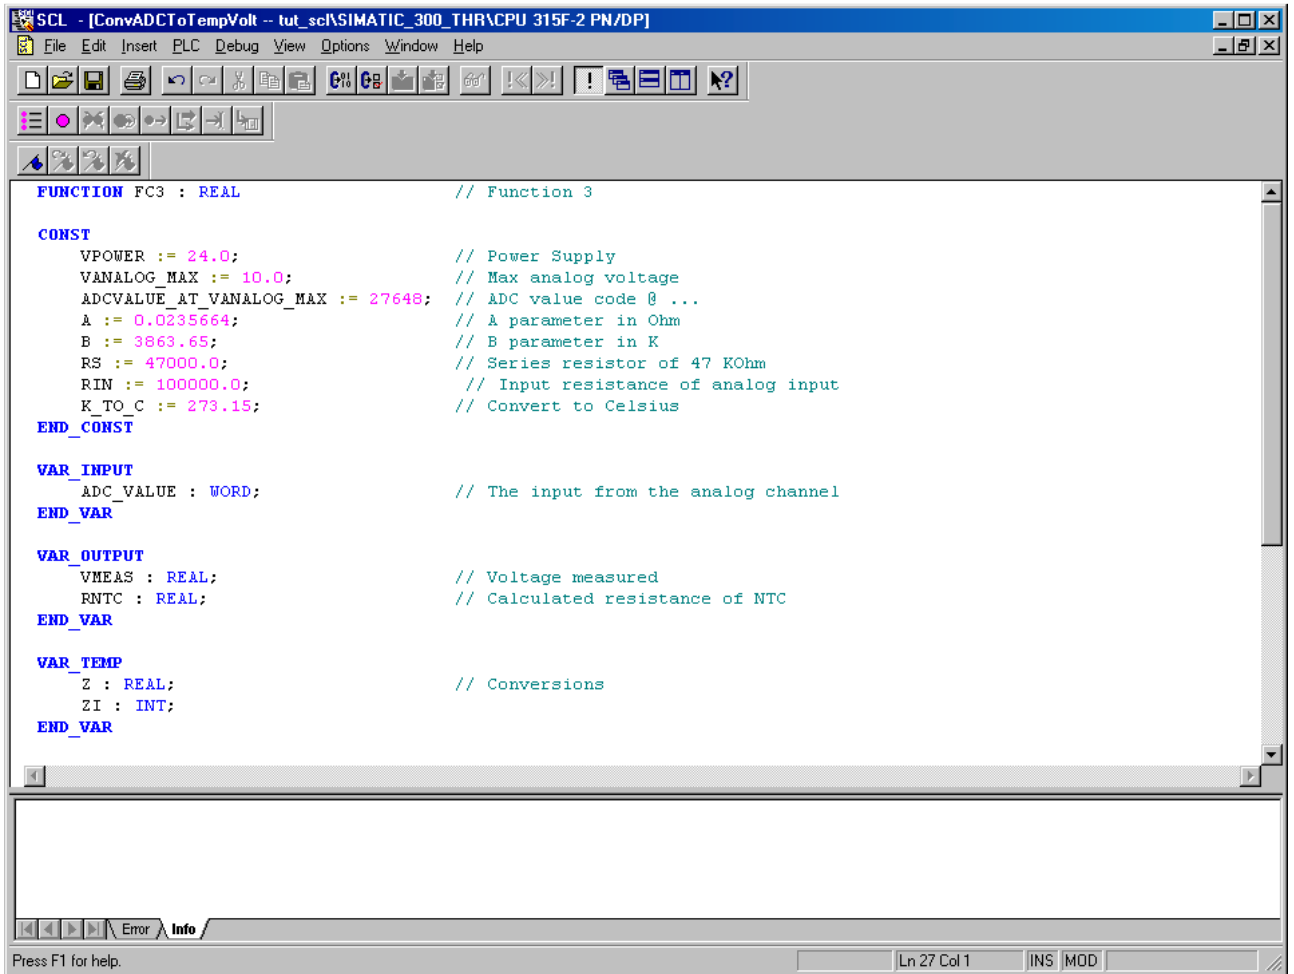 SCL - [ConvADCToTempVolt -- tut_scl\SIMATIC_300_THR\CPU 315F-2 PN/DP]
File Edit Insert PLC Debug View Options Window Help
FUNCTION FC3 : REAL // Function 3
CONST
VPOWER := 24.0; // Power Supply
VANALOG_MAX := 10.0; // Max analog voltage
ADCVALUE_AT_VANALOG_MAX := 27648; // ADC value code @ ...
A := 0.0235664; // A parameter in Ohm
B := 3863.65; // B parameter in K
RS := 47000.0; // Series resistor of 47 KOhm
RIN := 100000.0; // Input resistance of analog input
K_TO_C := 273.15; // Convert to Celsius
END_CONST
VAR_INPUT
ADC_VALUE : WORD; // The input from the analog channel
END_VAR
VAR_OUTPUT
VMEAS : REAL; // Voltage measured
RNTC : REAL; // Calculated resistance of NTC
END_VAR
VAR_TEMP
Z : REAL; // Conversions
ZI : INT;
END_VAR
Error Info
Press F1 for help. Ln 27 Col 1 INS MOD